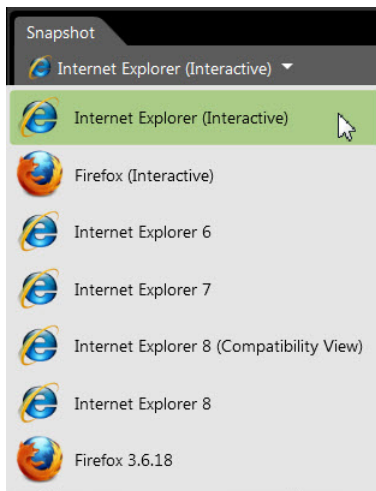 Snapshot
Internet Explorer (Interactive)
Internet Explorer (Interactive)
Firefox (Interactive)
Internet Explorer 6
Internet Explorer 7
Internet Explorer 8 (Compatibility View)
Internet Explorer 8
Firefox 3.6.18